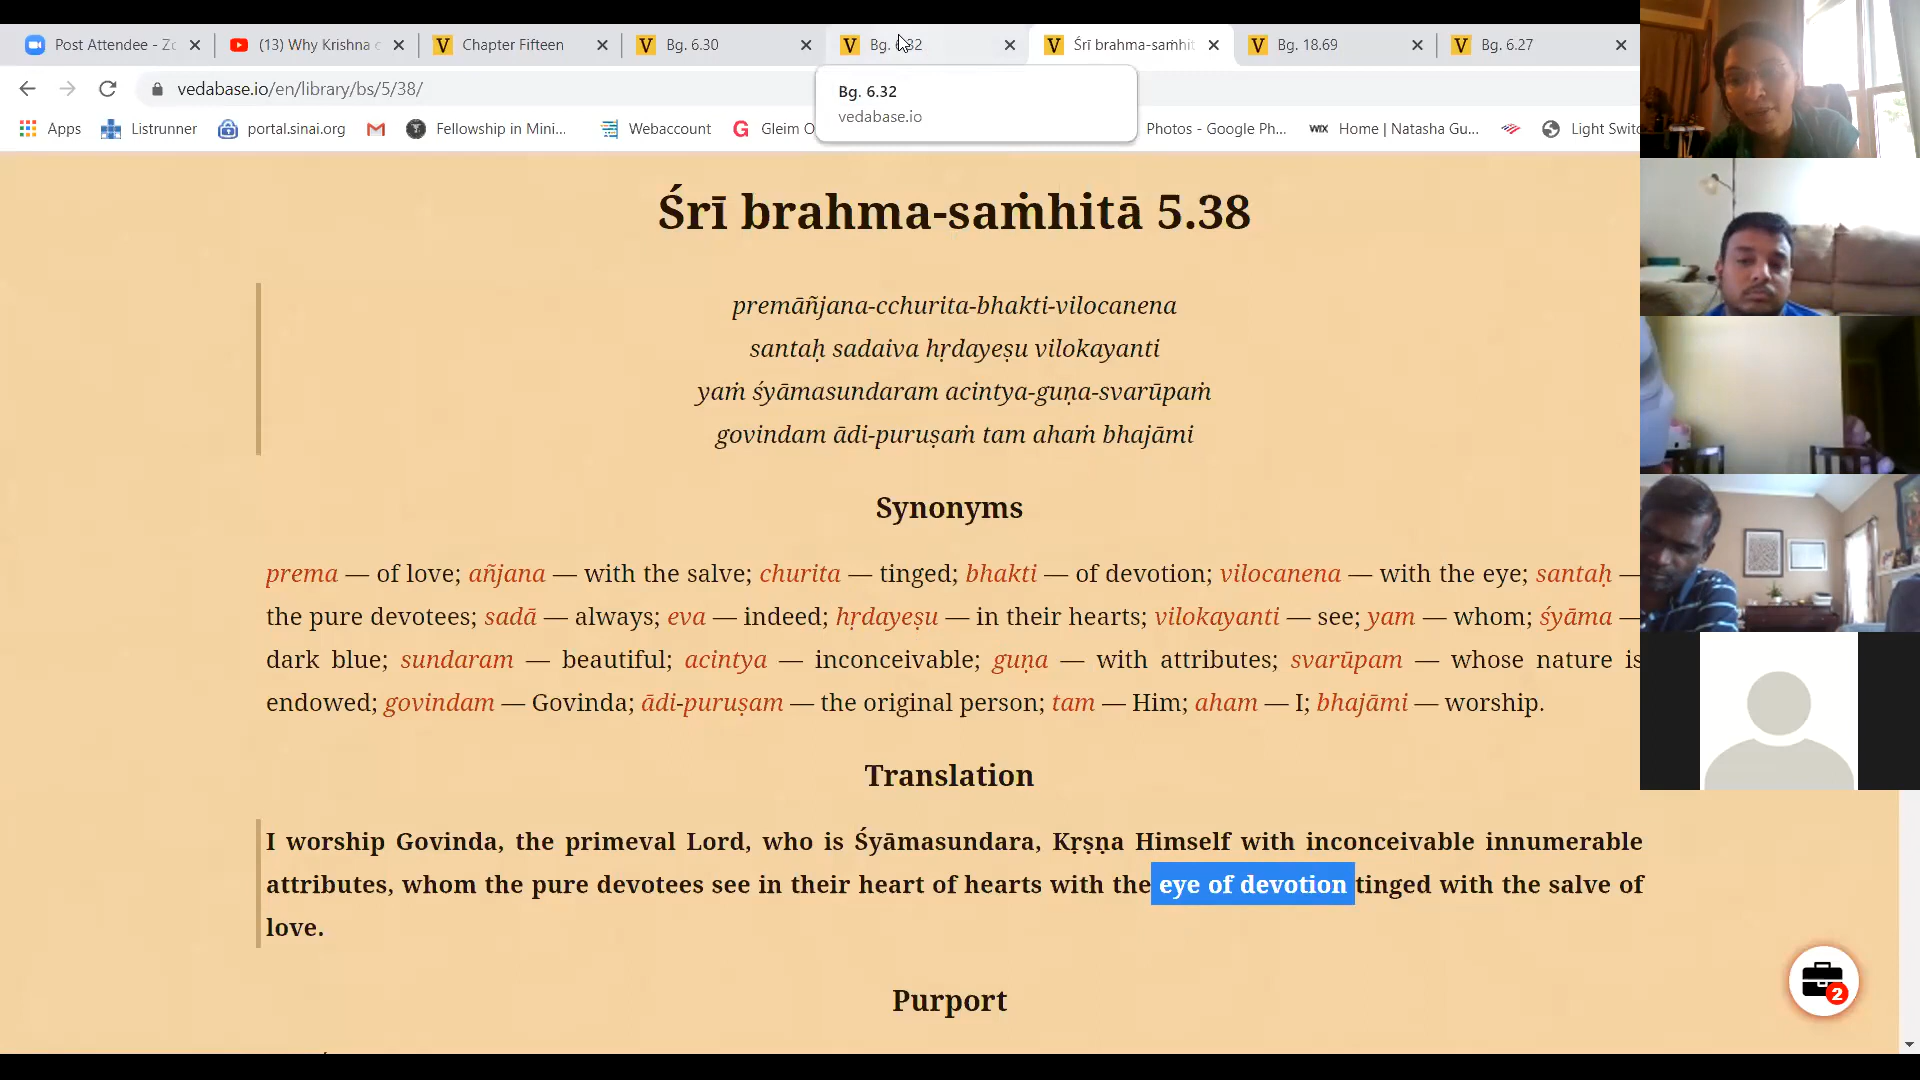 Post Attendee - Zo
(13) Why Krishna c
Chapter Fifteen
Bg. 6.30
Bg. 6.32
Śrī brahma-saṁhit
Bg. 18.69
Bg. 6.27
vedabase.io/en/library/bs/5/38/
Bg. 6.32
vedabase.io
Apps
Listrunner
portal.sinai.org
Fellowship in Mini...
Webaccount
Gleim O
Photos - Google Ph...
WIX
Home | Natasha Gu...
Light Switc
Śrī brahma-saṁhitā 5.38
premāñjana-cchurita-bhakti-vilocanena
santaḥ sadaiva hṛdayeṣu vilokayanti
yaṁ śyāmasundaram acintya-guṇa-svarūpaṁ
govindam ādi-puruṣaṁ tam ahaṁ bhajāmi
Synonyms
prema — of love; añjana — with the salve; churita — tinged; bhakti — of devotion; vilocanena — with the eye; santaḥ —
the pure devotees; sadā — always; eva — indeed; hṛdayeṣu — in their hearts; vilokayanti — see; yam — whom; śyāma —
dark blue; sundaram — beautiful; acintya — inconceivable; guṇa — with attributes; svarūpam — whose nature is
endowed; govindam — Govinda; ādi-puruṣam — the original person; tam — Him; aham — I; bhajāmi — worship.
Translation
I worship Govinda, the primeval Lord, who is Śyāmasundara, Kṛṣṇa Himself with inconceivable innumerable
attributes, whom the pure devotees see in their heart of hearts with the eye of devotion tinged with the salve of
love.
Purport
2